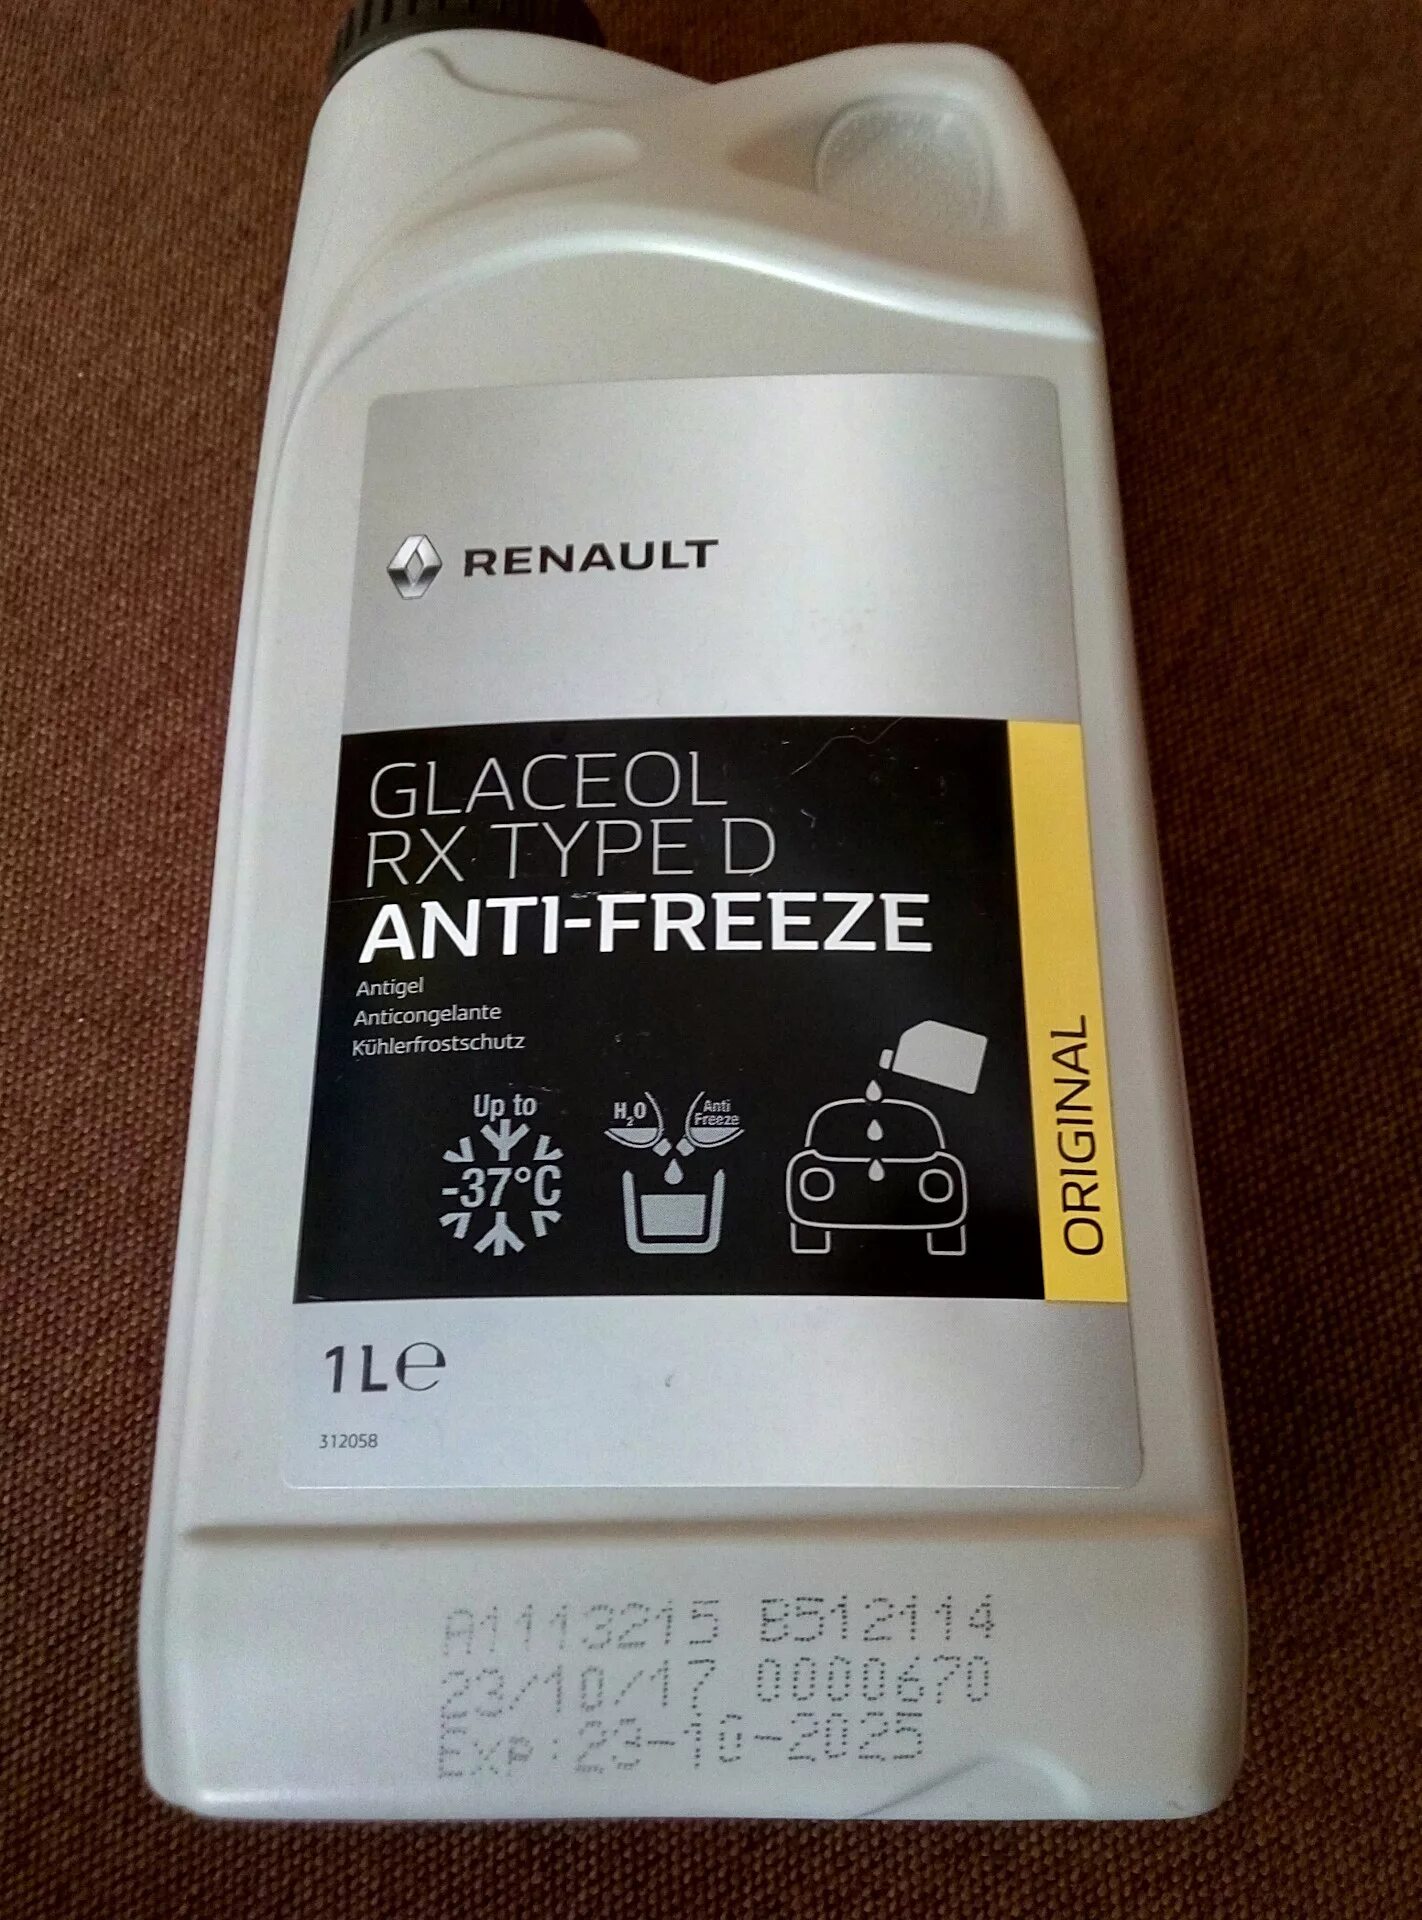 RENAULT
GLACEOL
RX TYPE D
ANTI-FREEZE
Antigel
Anticongelante
Kühlerfrostschutz
Up to
-37°C
H2O
Anti
Freeze
ORIGINAL
1L℮
312058
A1113215 8512114
23/10/17 0000670
Exp: 23-10-2025